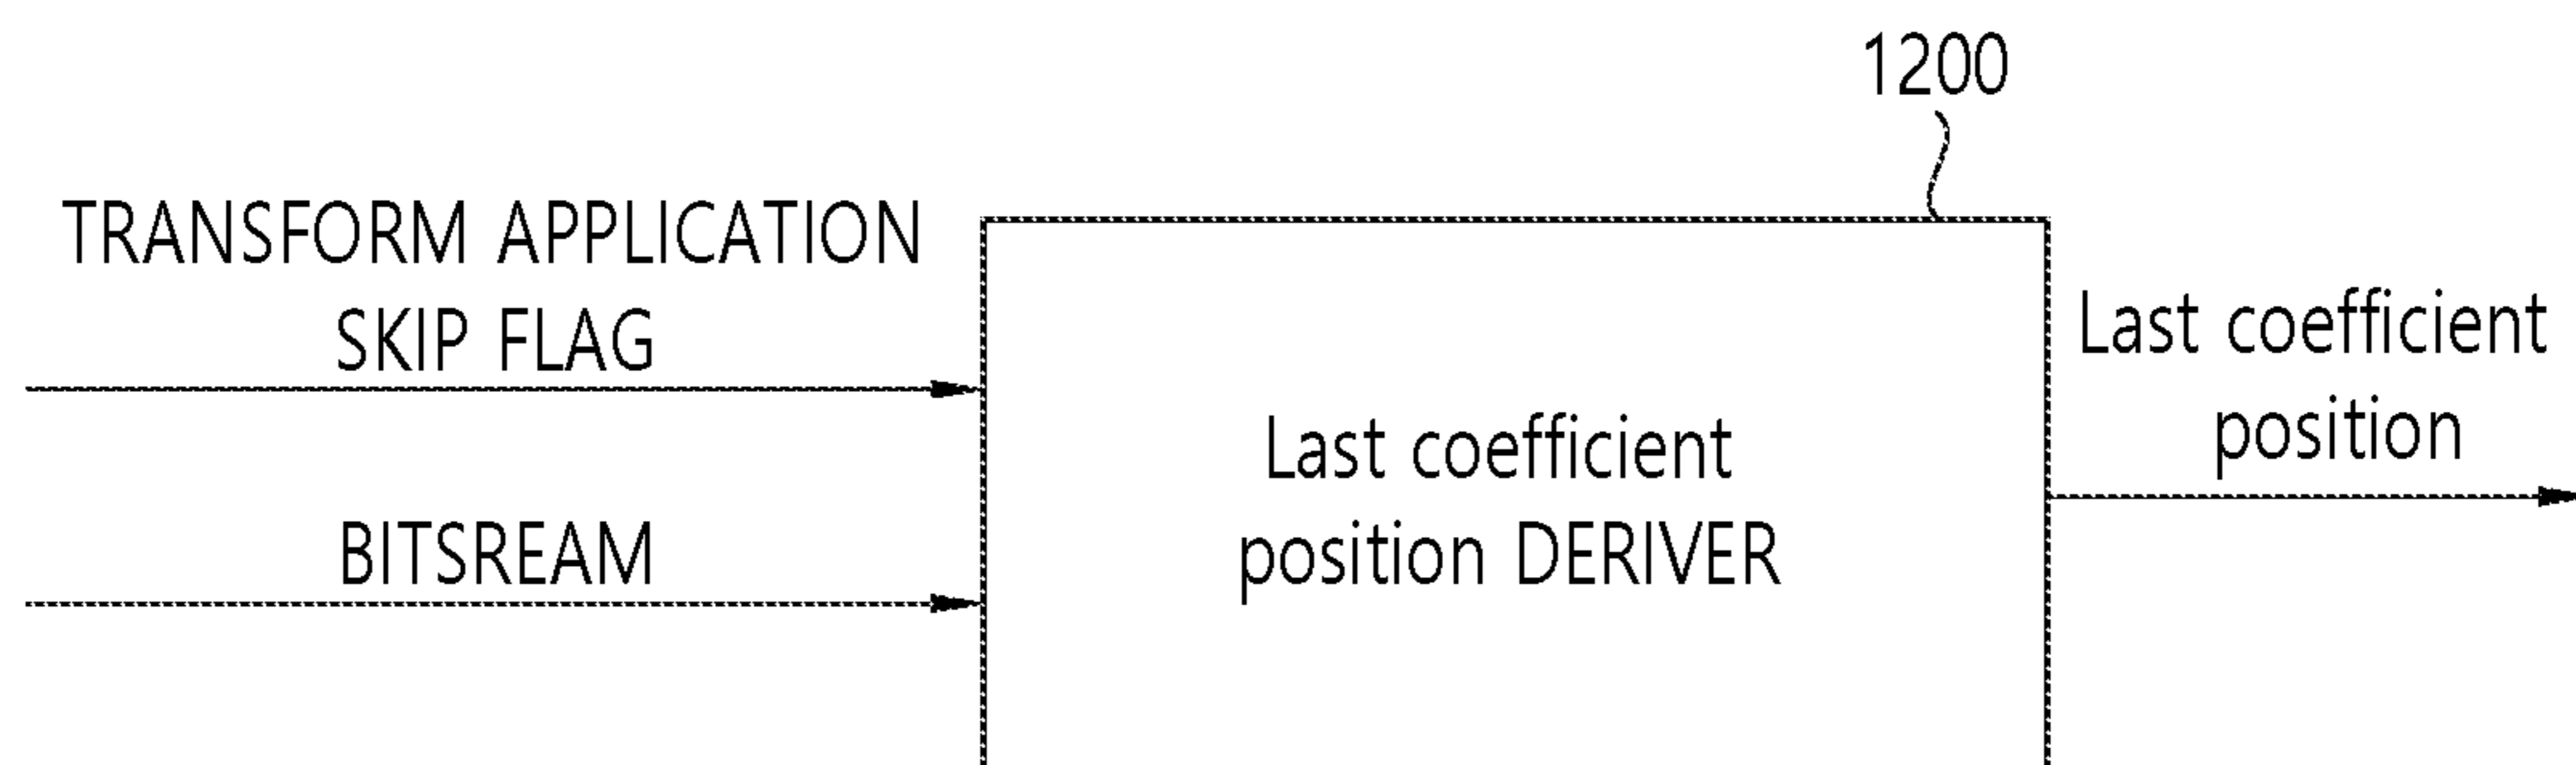 1200
TRANSFORM APPLICATION
SKIP FLAG
BITSREAM
Last coefficient
position DERIVER
Last coefficient
position